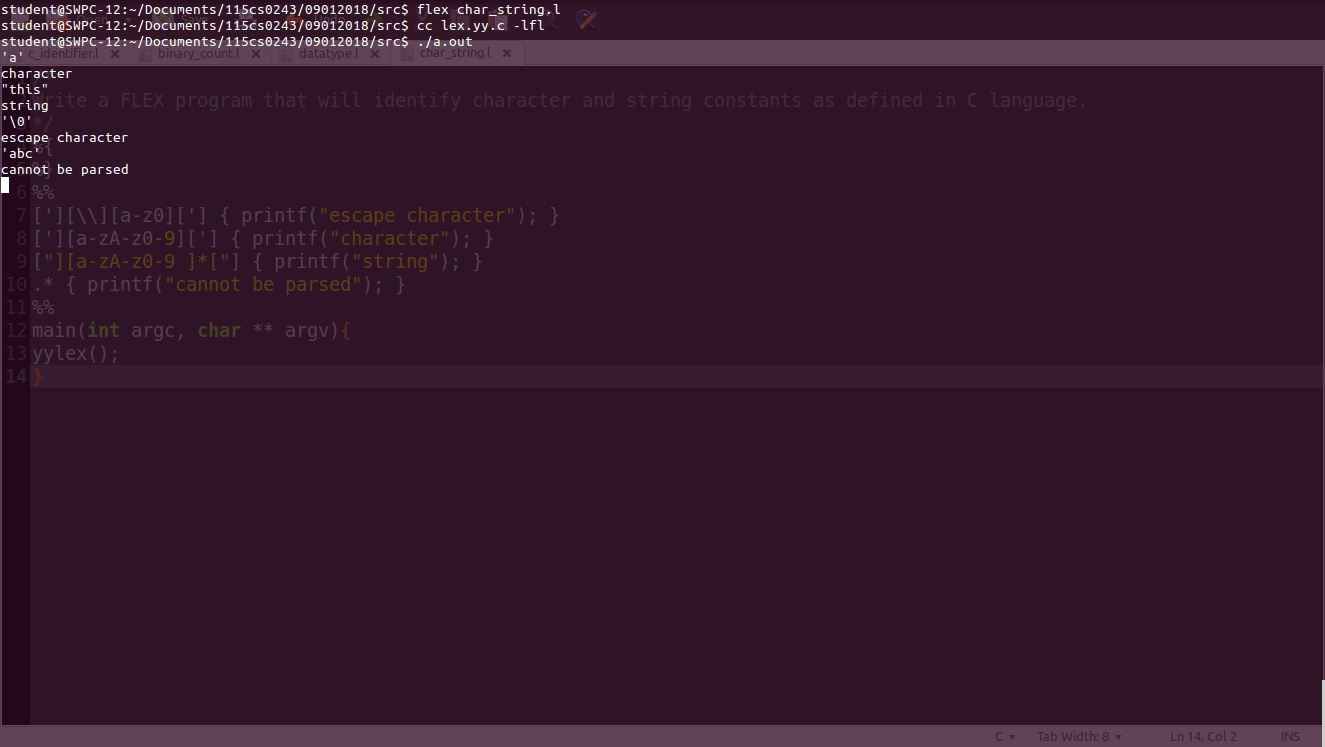 student@SWPC-12:~/Documents/115cs0243/09012018/src$ flex char_string.l
student@SWPC-12:~/Documents/115cs0243/09012018/src$ cc lex.yy.c -lfl
student@SWPC-12:~/Documents/115cs0243/09012018/src$ ./a.out
'a'
character
"this"
string
'\0'
escape character
'abc'
cannot be parsed
c_identifier.l
binary_count.l
datatype.l
char_string.l
Write a FLEX program that will identify character and string constants as defined in C language.
*/
%{
%}
6 %%
7 ['][\\][a-z0]['] { printf("escape character"); }
8 ['][a-zA-z0-9]['] { printf("character"); }
9 ["][a-zA-z0-9 ]*["] { printf("string"); }
10 .* { printf("cannot be parsed"); }
11 %%
12 main(int argc, char ** argv){
13 yylex();
14 }
C Tab Width: 8 Ln 14, Col 2 INS